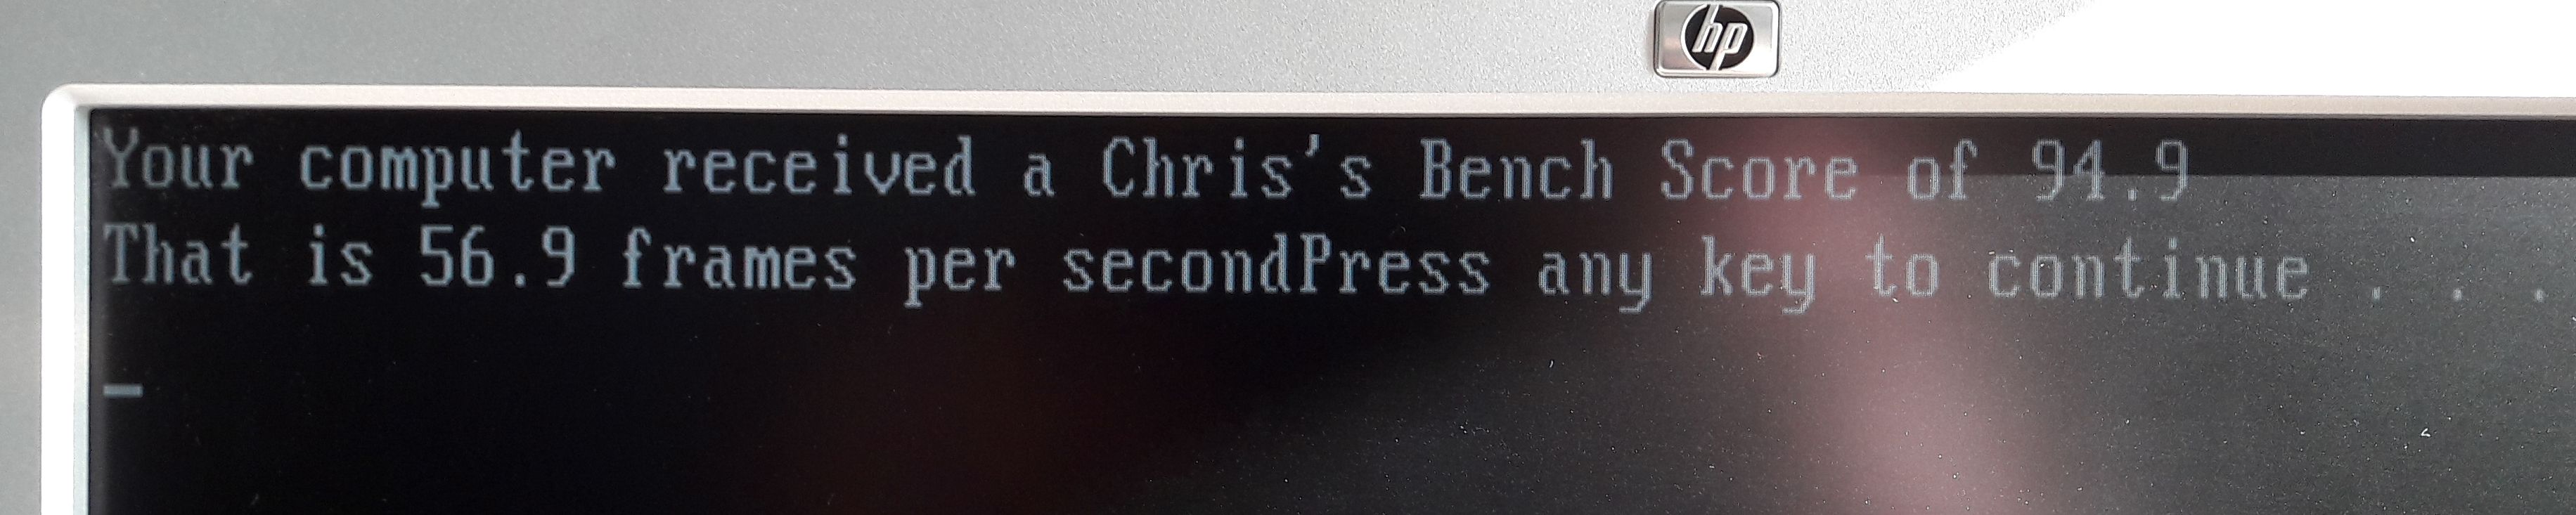 hp
Your computer received a Chris's Bench Score of 94.9
That is 56.9 frames per secondPress any key to continue . . .